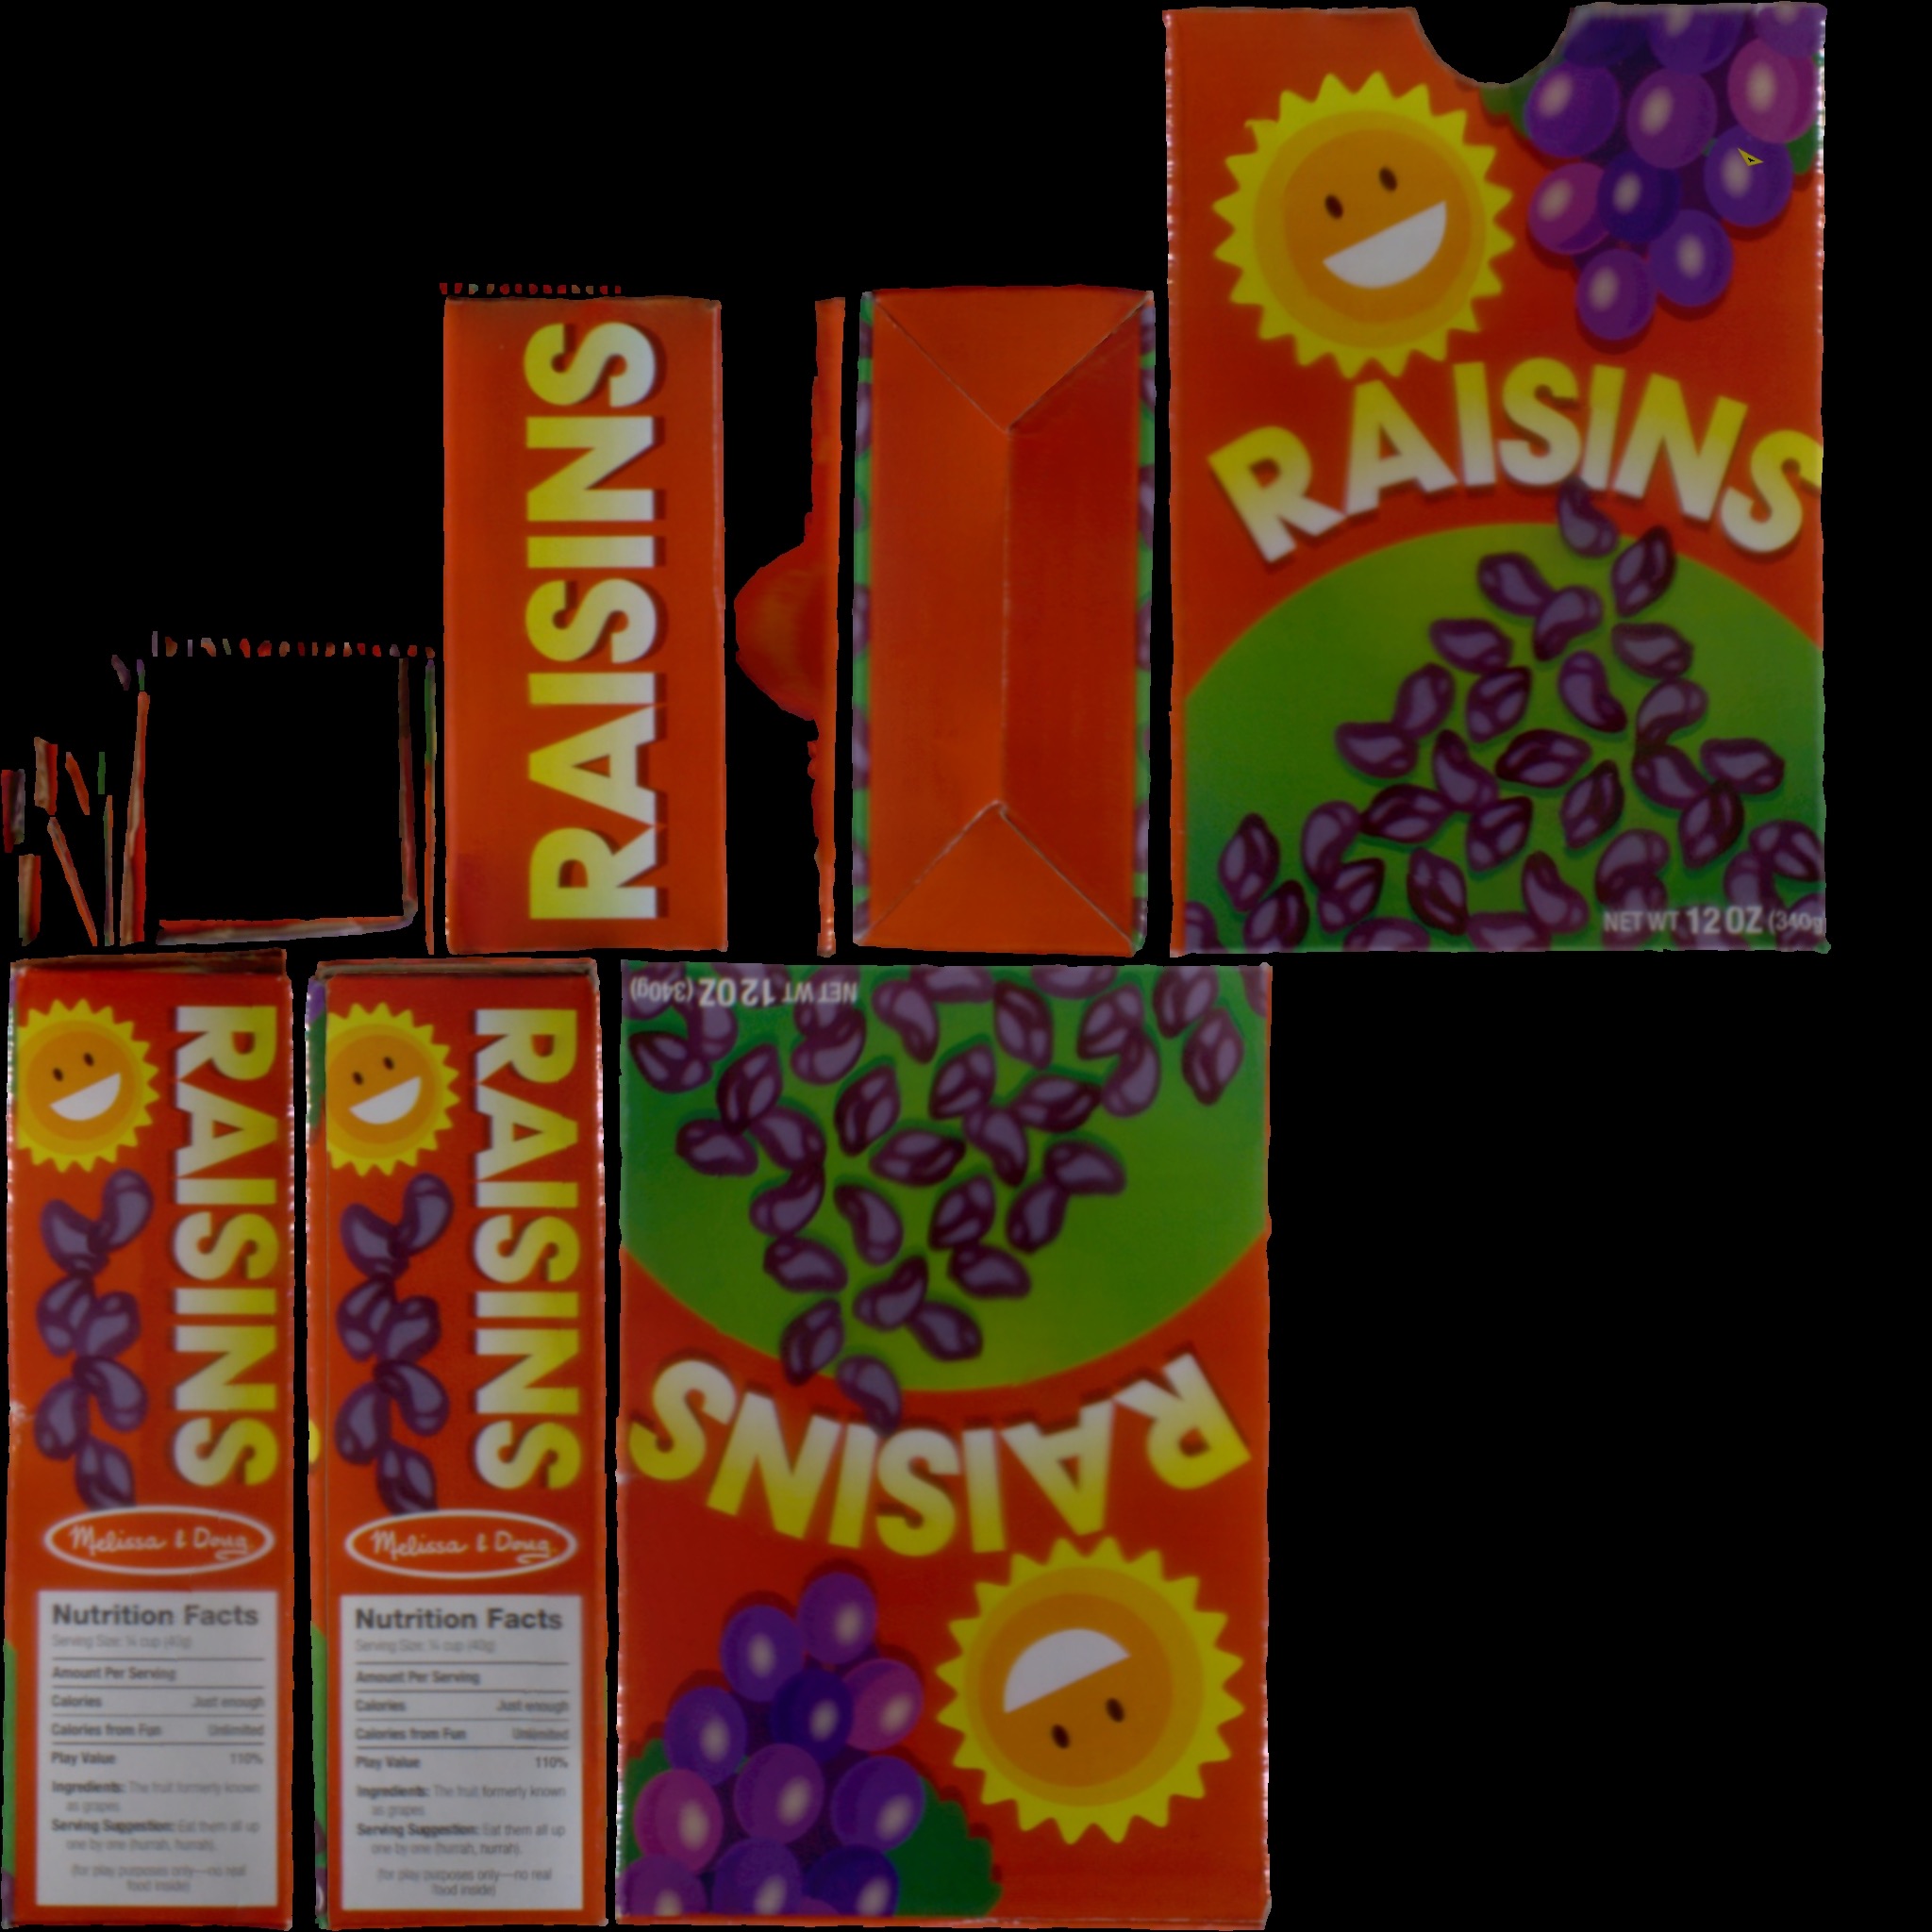 RAISINS
RAISINS
NET WT 12 OZ (340g
RAISINS
Melissa & Doug
Nutrition Facts
Serving Size: ¼ cup (40g)
Amount Per Serving
Calories Just enough
Calories from Fun Unlimited
Play Value 110%
Ingredients: The fruit formerly known
as grapes
Serving Suggestion: Eat them all up
one by one (hurrah, hurrah).
(for play purposes only—no real
food inside)
RAISINS
Melissa & Doug
Nutrition Facts
Serving Size: ¼ cup (40g)
Amount Per Serving
Calories Just enough
Calories from Fun Unlimited
Play Value 110%
Ingredients: The fruit formerly known
as grapes
Serving Suggestion: Eat them all up
one by one (hurrah, hurrah).
(for play purposes only—no real
food inside)
NET WT 12 OZ (340g)
RAISINS